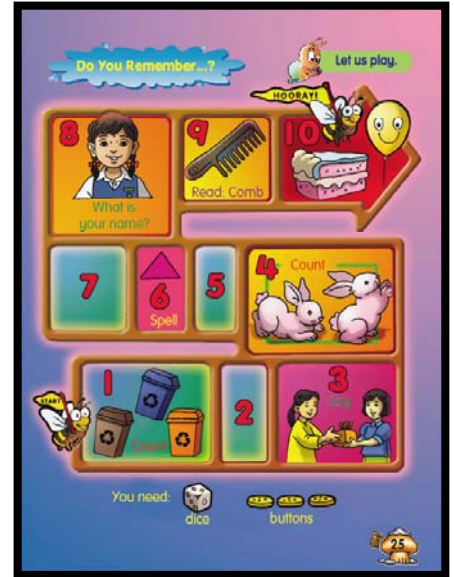 Do You Remember...?
Let us play.
HOORAY!
8
What is
your name?
9
Read: Comb
10
7
6
Spell
5
4
Count
START
1
Count
2
3
Say
You need:
dice
buttons
25